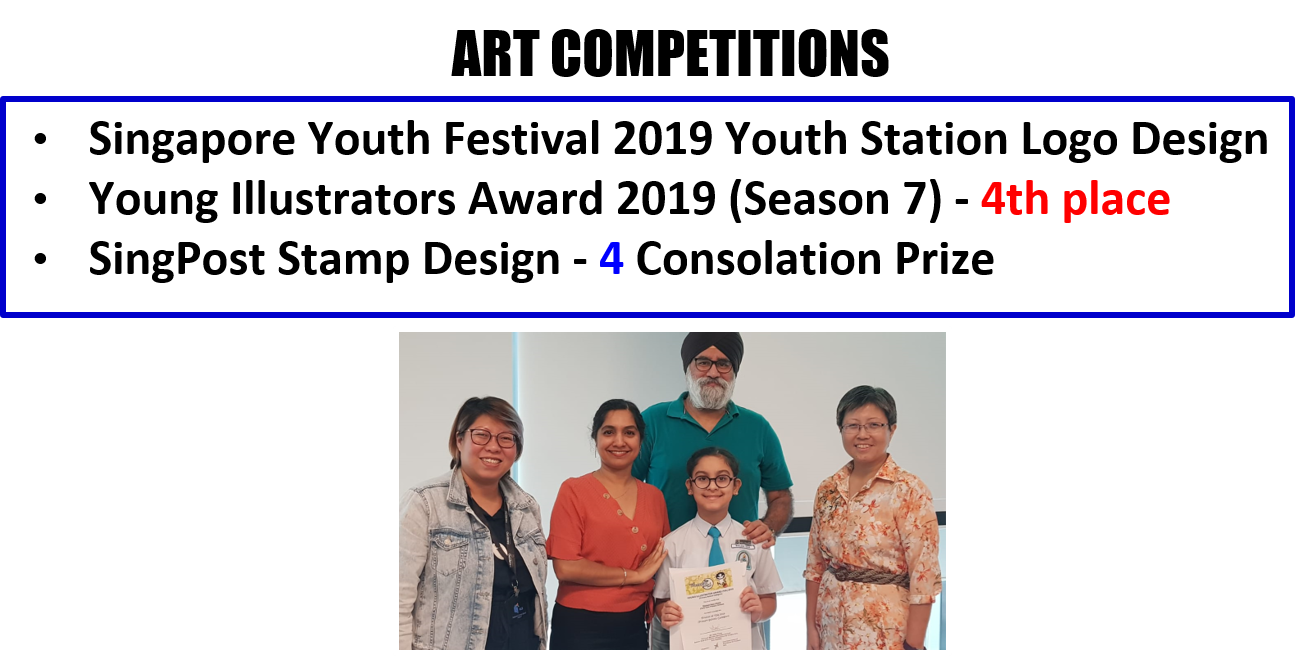 ART COMPETITIONS
• Singapore Youth Festival 2019 Youth Station Logo Design
• Young Illustrators Award 2019 (Season 7) - 4th place
• SingPost Stamp Design - 4 Consolation Prize